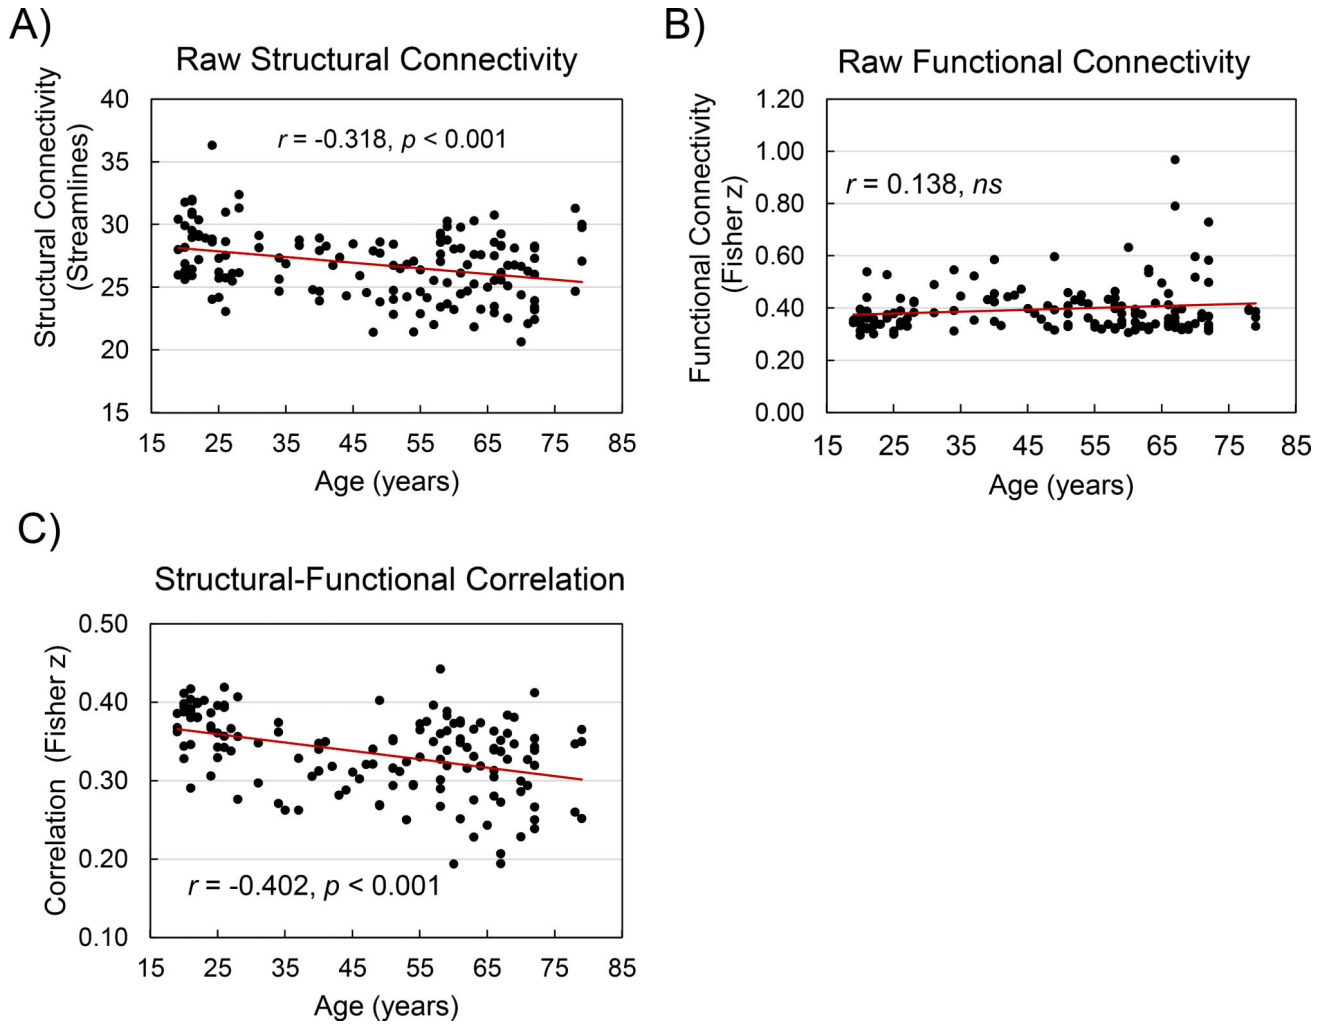 A)
Raw Structural Connectivity
Structural Connectivity
(Streamlines)
40
35
30
25
20
15
r = -0.318, p < 0.001
15 25 35 45 55 65 75 85
Age (years)
B)
Raw Functional Connectivity
Functional Connectivity
(Fisher z)
1.20
1.00
0.80
0.60
0.40
0.20
0.00
r = 0.138, ns
15 25 35 45 55 65 75 85
Age (years)
C)
Structural-Functional Correlation
Correlation (Fisher z)
0.50
0.40
0.30
0.20
0.10
r = -0.402, p < 0.001
15 25 35 45 55 65 75 85
Age (years)